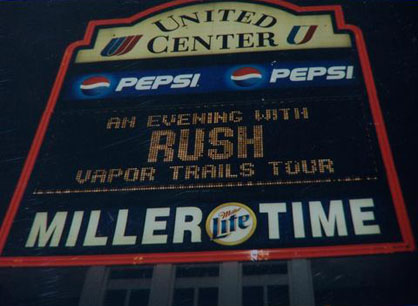 UNITED
CENTER
PEPSI PEPSI
AN EVENING WITH
RUSH
VAPOR TRAILS TOUR
MILLER Miller Lite TIME